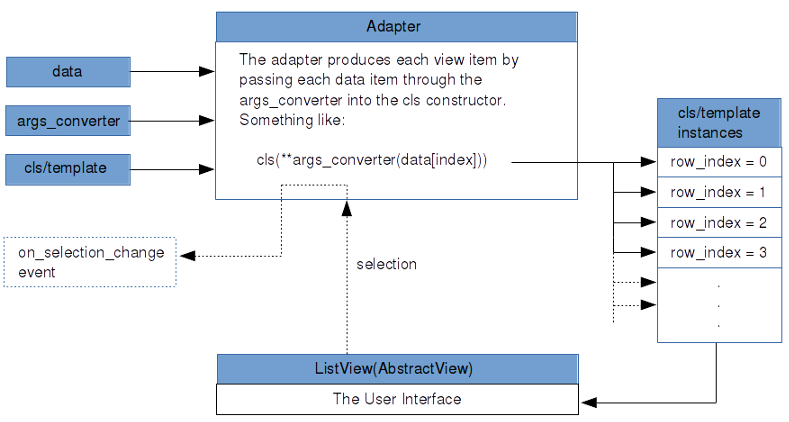 Adapter
The adapter produces each view item by
passing each data item through the
args_converter into the cls constructor.
Something like:
cls(**args_converter(data[index]))
data
args_converter
cls/template
cls/template
instances
row_index = 0
row_index = 1
row_index = 2
row_index = 3
.
.
.
on_selection_change
event
selection
ListView(AbstractView)
The User Interface